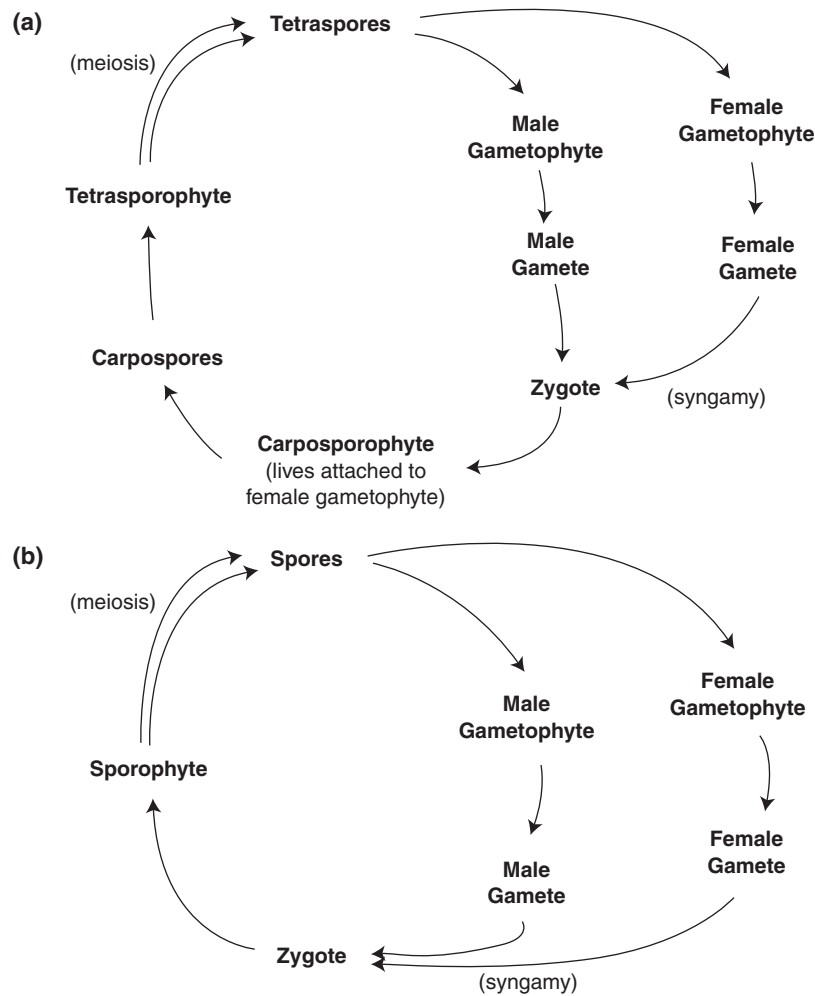 (a)
Tetraspores
(meiosis)
Female
Gametophyte
Male
Gametophyte
Tetrasporophyte
Male
Gamete
Female
Gamete
Carpospores
Zygote
(syngamy)
Carposporophyte
(lives attached to
female gametophyte)
(b)
Spores
(meiosis)
Female
Gametophyte
Male
Gametophyte
Sporophyte
Female
Gamete
Male
Gamete
Zygote
(syngamy)